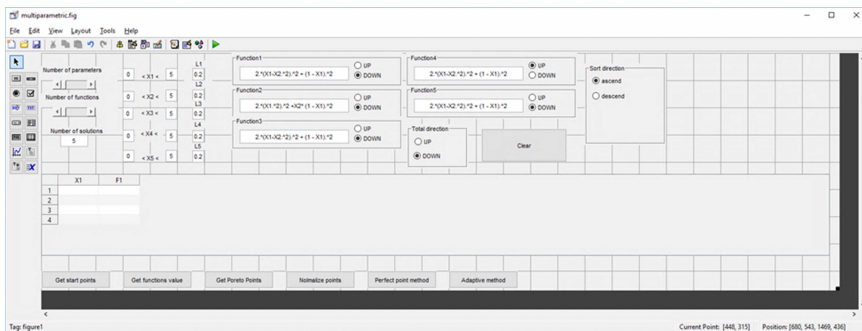 multiparametric.fig
File Edit View Layout Tools Help
Number of parameters
Number of functions
Number of solutions
5
0 < X1 < 5
0 < X2 < 5
0 < X3 < 5
0 < X4 < 5
0 < X5 < 5
L1
0.2
L2
0.2
L3
0.2
L4
0.2
L5
0.2
Function1
2.*(X1-X2.^2).^2 + (1 - X1).^2
UP
DOWN
Function2
2.*(X1.^2).^2 +X2* (1 - X1).^2
UP
DOWN
Function3
2.*(X1-X2.^2).^2 + (1 - X1).^2
UP
DOWN
Function4
2.*(X1-X2.^2).^2 + (1 - X1).^2
UP
DOWN
Function5
2.*(X1-X2.^2).^2 + (1 - X1).^2
UP
DOWN
Total direction
UP
DOWN
Clear
Sort direction
ascend
descend
X1 F1
1
2
3
4
Get start points Get functions value Get Poreto Points Nolmalize points Perfect point method Adaptive method
Tag: figure1 Current Point: [448, 315] Position: [680, 543, 1469, 436]